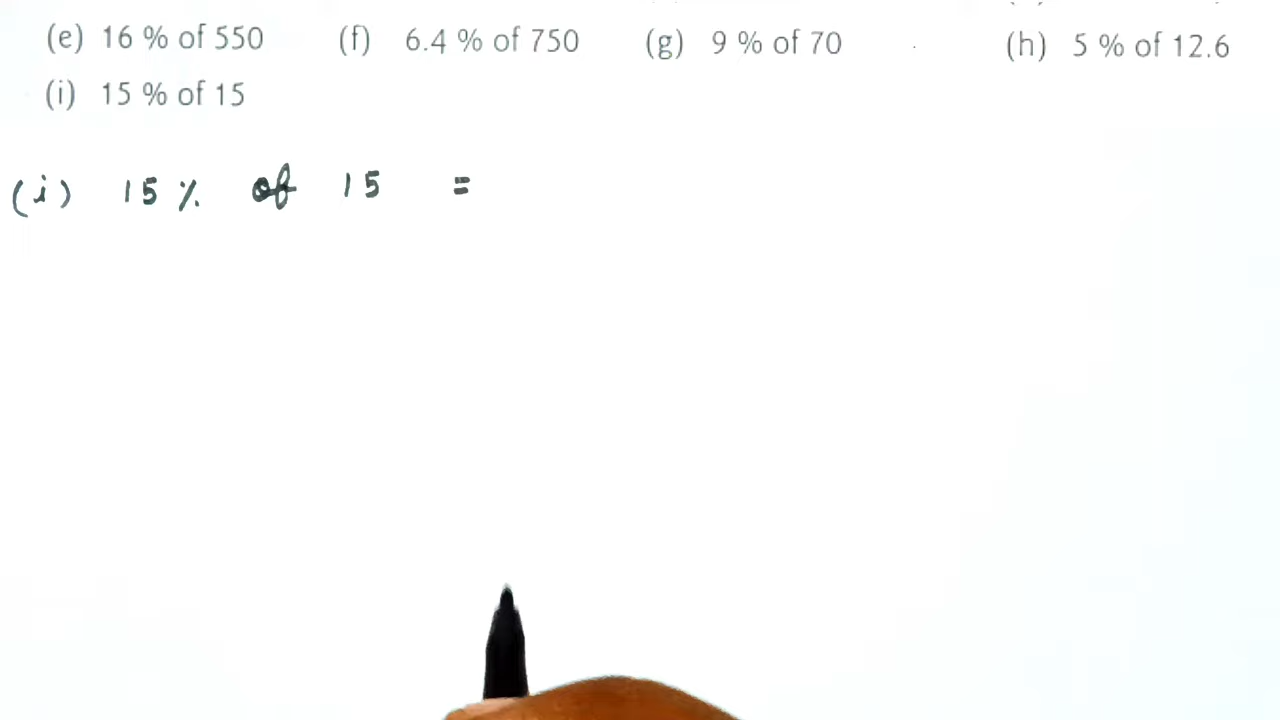 (e) 16 % of 550 (f) 6.4 % of 750 (g) 9 % of 70 (h) 5 % of 12.6
(i) 15 % of 15
(i) 15 % of 15 =